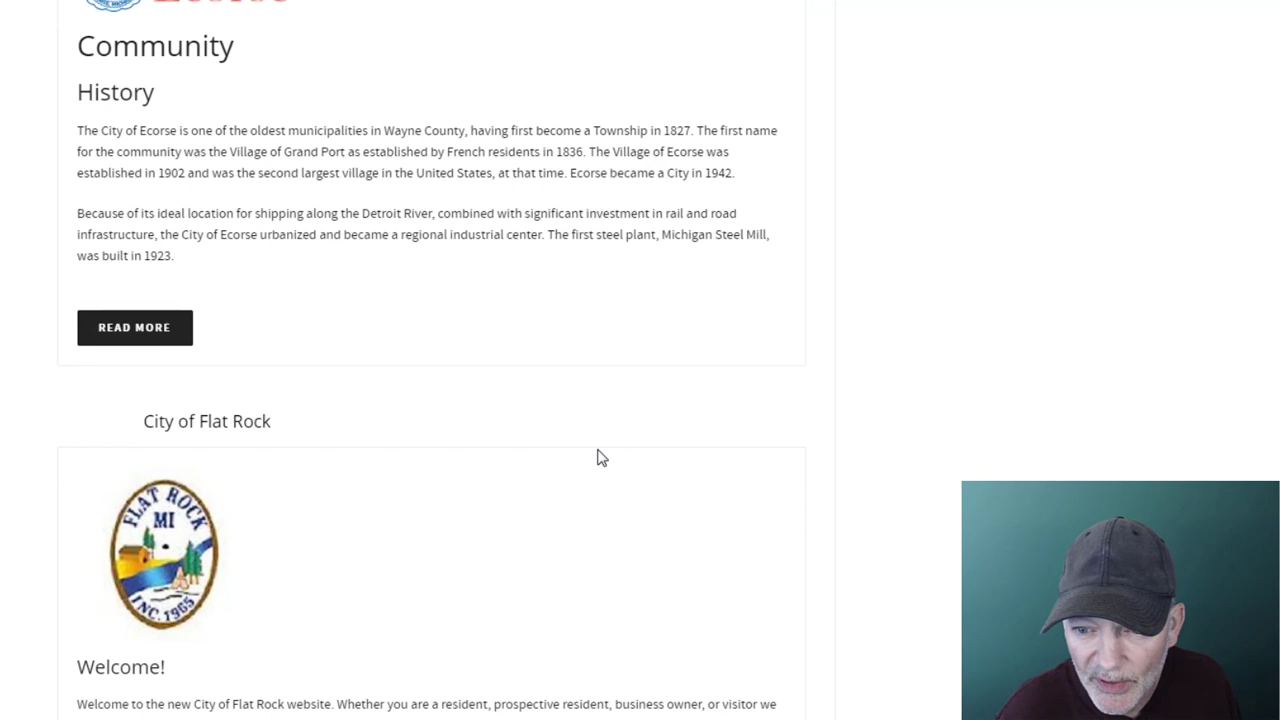 Ecorse
Community
History
The City of Ecorse is one of the oldest municipalities in Wayne County, having first become a Township in 1827. The first name
for the community was the Village of Grand Port as established by French residents in 1836. The Village of Ecorse was
established in 1902 and was the second largest village in the United States, at that time. Ecorse became a City in 1942.
Because of its ideal location for shipping along the Detroit River, combined with significant investment in rail and road
infrastructure, the City of Ecorse urbanized and became a regional industrial center. The first steel plant, Michigan Steel Mill,
was built in 1923.
READ MORE
City of Flat Rock
FLAT ROCK
MI
INC. 1965
Welcome!
Welcome to the new City of Flat Rock website. Whether you are a resident, prospective resident, business owner, or visitor we